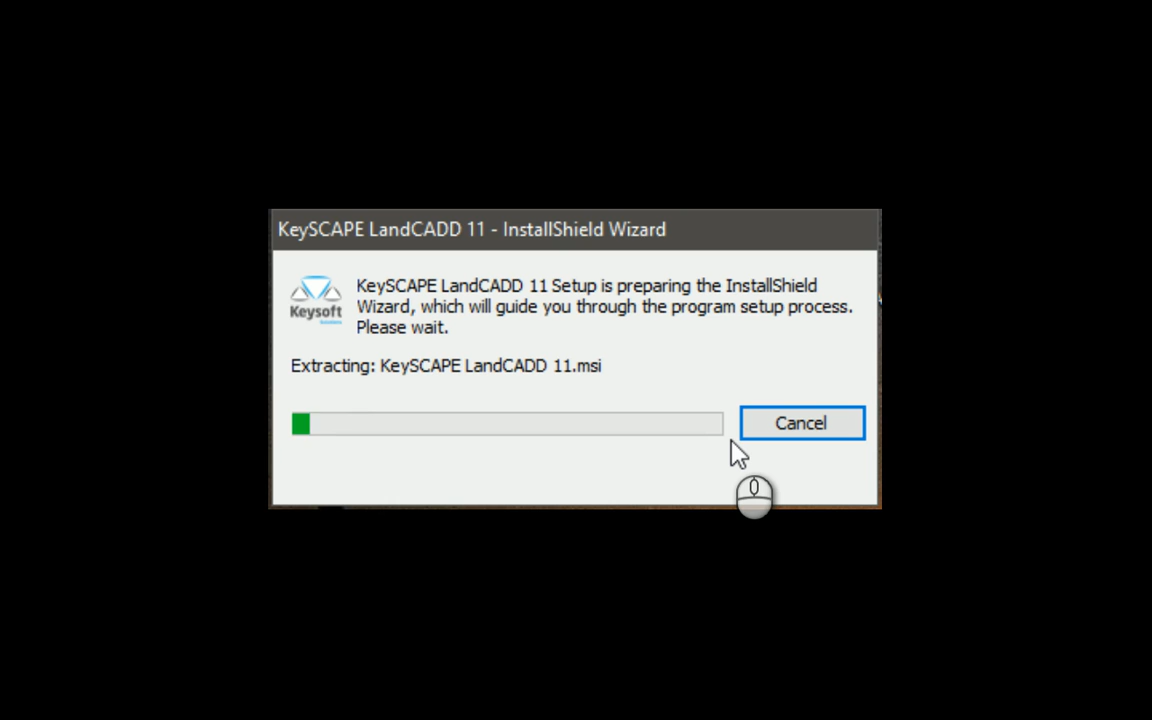 KeySCAPE LandCADD 11 - InstallShield Wizard
KeySCAPE LandCADD 11 Setup is preparing the InstallShield
Wizard, which will guide you through the program setup process.
Please wait.
Keysoft
Extracting: KeySCAPE LandCADD 11.msi
Cancel